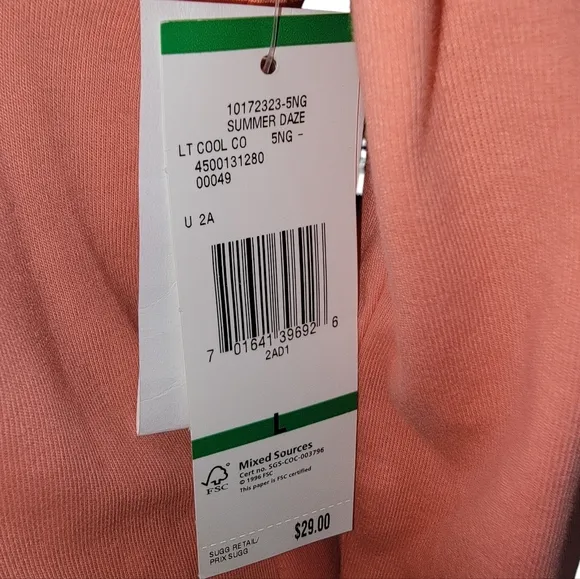 10172323-5NG
SUMMER DAZE
LT COOL CO 5NG -
4500131280
00049
U 2A
7 01641 39692 6
2AD1
L
FSC
Mixed Sources
Cert no. SGS-COC-003796
© 1996 FSC
This paper is FSC certified
$29.00
SUGG RETAIL/
PRIX SUGG